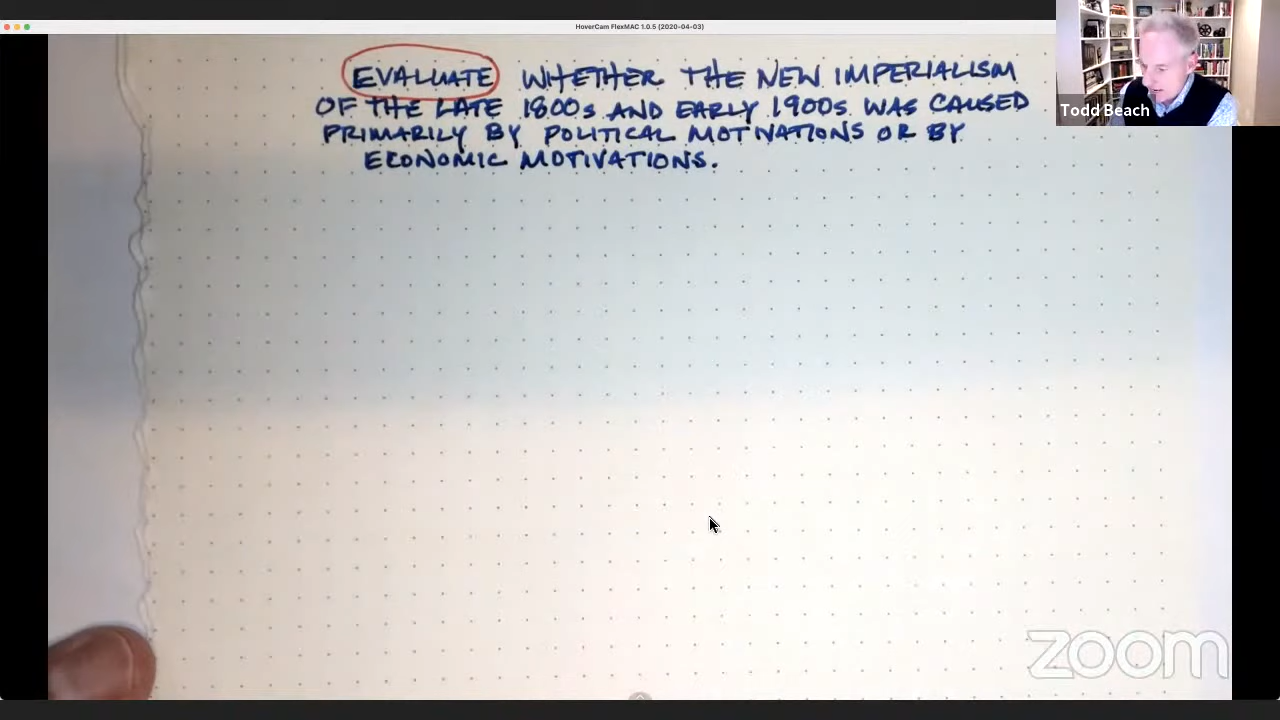 HoverCam FlexMAC 1.0.5 (2020-04-03)
EVALUATE WHETHER THE NEW IMPERIALISM
OF THE LATE 1800s AND EARLY 1900s WAS CAUSED
PRIMARILY BY POLITICAL MOTIVATIONS OR BY
ECONOMIC MOTIVATIONS.
Todd Beach
zoom